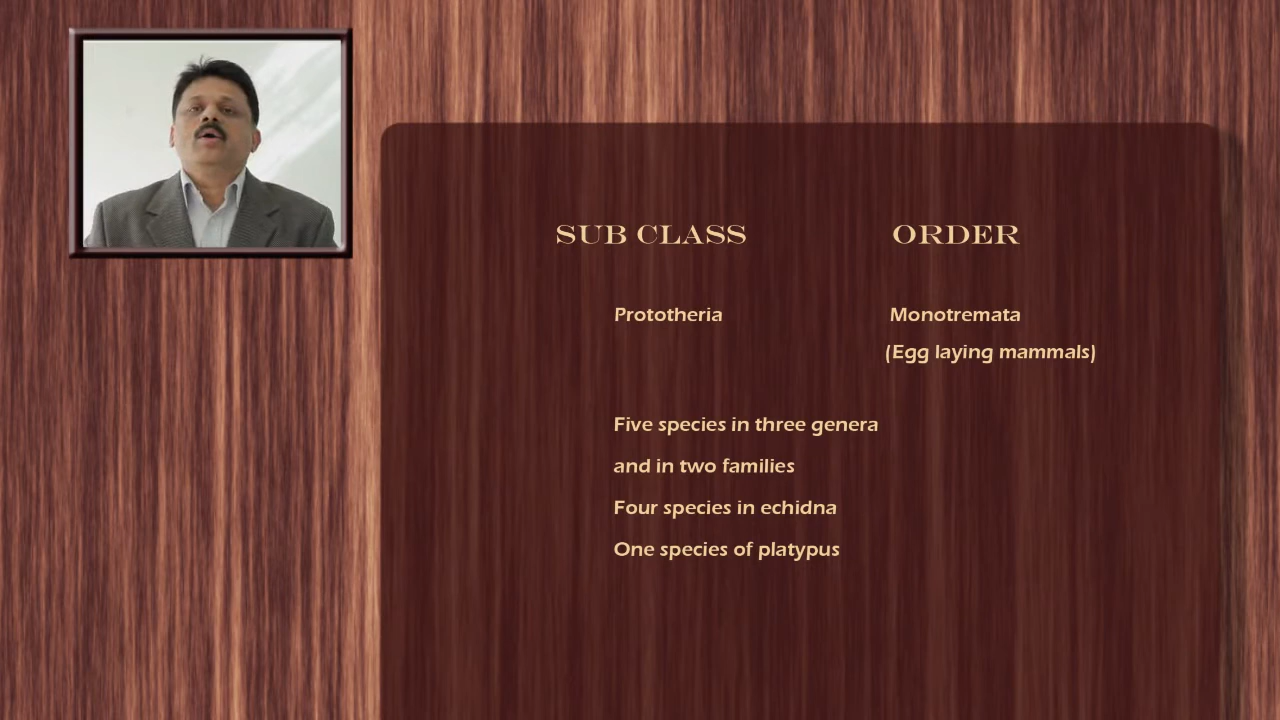 SUB CLASS ORDER
Prototheria Monotremata
(Egg laying mammals)
Five species in three genera
and in two families
Four species in echidna
One species of platypus